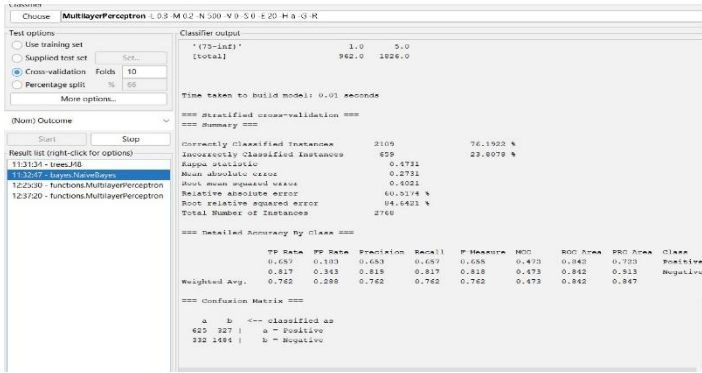 Classifier
Choose MultilayerPerceptron -L 0.3 -M 0.2 -N 500 -V 0 -S 0 -E 20 -H a -G -R
Test options
Use training set
Supplied test set Set...
Cross-validation Folds 10
Percentage split % 66
More options...
(Nom) Outcome
Start Stop
Result list (right-click for options)
11:31:34 - trees.J48
11:32:47 - bayes.NaiveBayes
12:25:30 - functions.MultilayerPerceptron
12:37:20 - functions.MultilayerPerceptron
Classifier output
'(75-inf)' 1.0 5.0
[total] 962.0 1826.0
Time taken to build model: 0.01 seconds
=== Stratified cross-validation ===
=== Summary ===
Correctly Classified Instances 2109 76.1922 %
Incorrectly Classified Instances 659 23.8078 %
Kappa statistic 0.4731
Mean absolute error 0.2731
Root mean squared error 0.4021
Relative absolute error 60.5174 %
Root relative squared error 84.6421 %
Total Number of Instances 2768
=== Detailed Accuracy By Class ===
TP Rate FP Rate Precision Recall F-Measure MCC ROC Area PRC Area Class
0.657 0.183 0.653 0.657 0.655 0.473 0.842 0.723 Positive
0.817 0.343 0.819 0.817 0.818 0.473 0.842 0.913 Negative
Weighted Avg. 0.762 0.288 0.762 0.762 0.762 0.473 0.842 0.847
=== Confusion Matrix ===
a b <-- classified as
625 327 | a = Positive
332 1484 | b = Negative